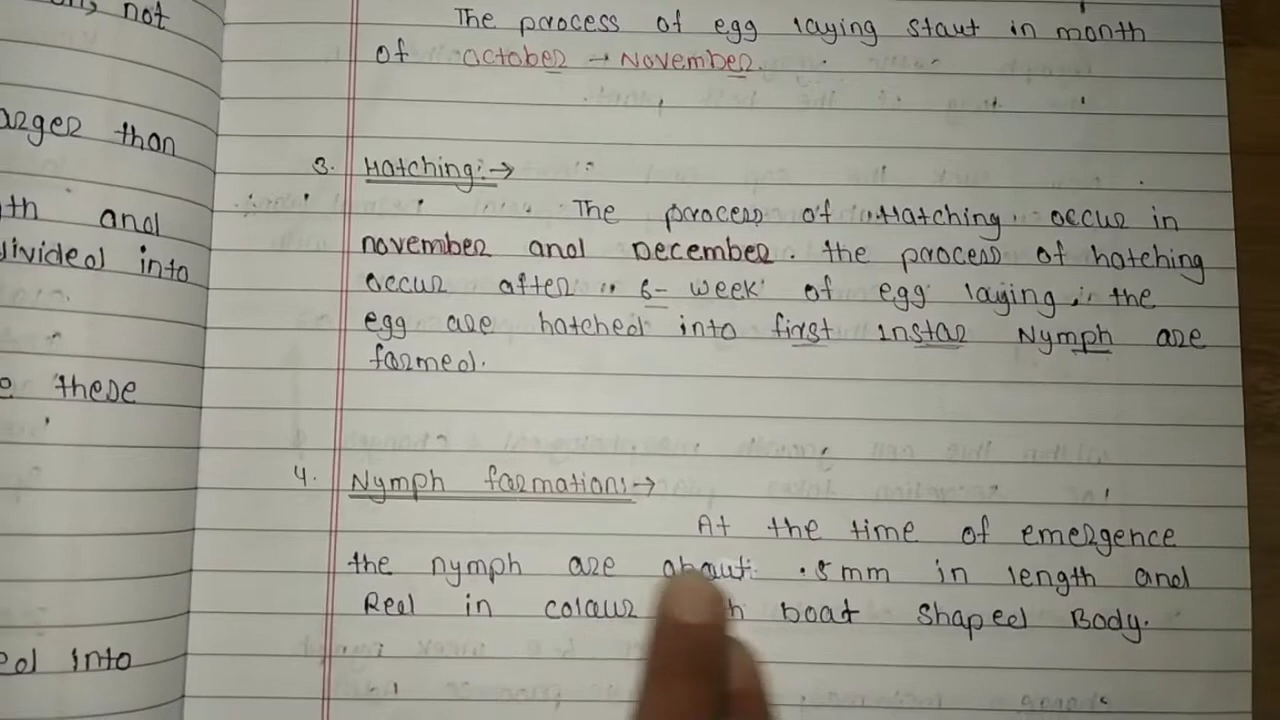 not
arger than
and
divided into
these
into
The process of egg laying start in month
of october → November.
3. Hatching:→
The process of Hatching occur in
november and December. the process of hatching
occur after 6- week of egg laying, the
egg are hatched into first instar Nymph are
formed.
4. Nymph formation:→
At the time of emergence
the nymph are about .5mm in length and
Red in colour boat shaped Body.